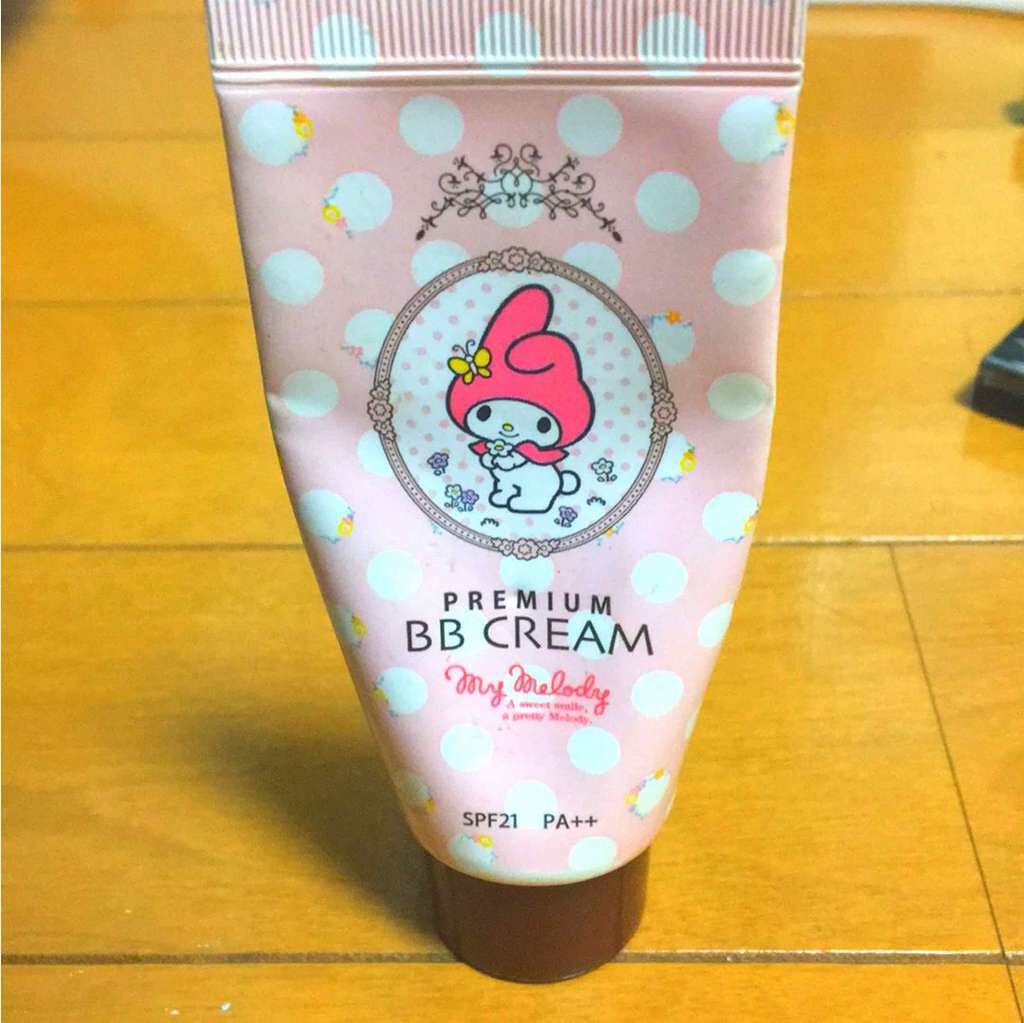 PREMIUM
BB CREAM
My Melody
A sweet smile,
a pretty Melody.
SPF21 PA++